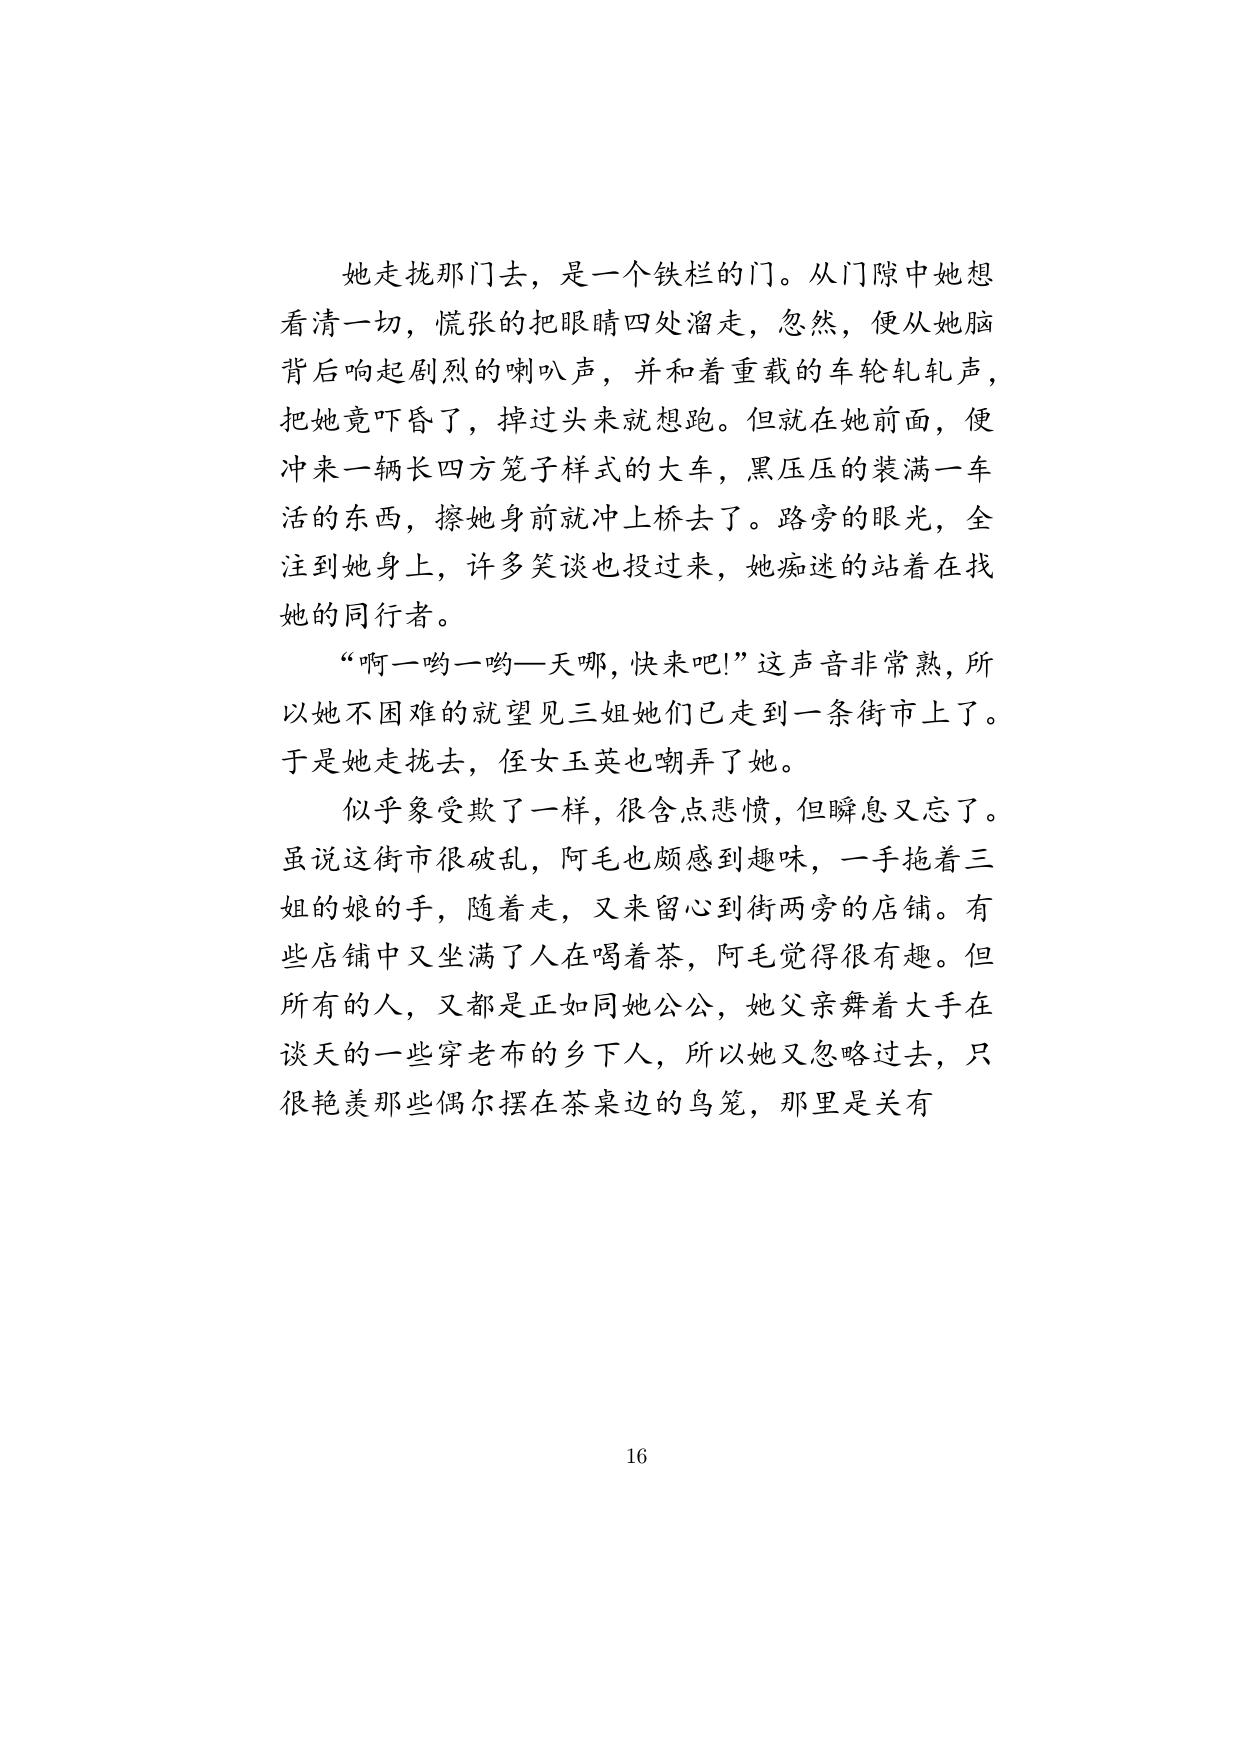 她走拢那门去，是一个铁栏的门。从门隙中她想
看清一切，慌张的把眼睛四处溜走，忽然，便从她脑
背后响起剧烈的喇叭声，并和着重载的车轮轧轧声，
把她竟吓昏了，掉过头来就想跑。但就在她前面，便
冲来一辆长四方笼子样式的大车，黑压压的装满一车
活的东西，擦她身前就冲上桥去了。路旁的眼光，全
注到她身上，许多笑谈也投过来，她痴迷的站着在找
她的同行者。
“啊一哟一哟—天哪，快来吧!”这声音非常熟，所
以她不困难的就望见三姐她们已走到一条街市上了。
于是她走拢去，侄女玉英也嘲弄了她。
似乎象受欺了一样，很含点悲愤，但瞬息又忘了。
虽说这街市很破乱，阿毛也颇感到趣味，一手拖着三
姐的娘的手，随着走，又来留心到街两旁的店铺。有
些店铺中又坐满了人在喝着茶，阿毛觉得很有趣。但
所有的人，又都是正如同她公公，她父亲舞着大手在
谈天的一些穿老布的乡下人，所以她又忽略过去，只
很艳羡那些偶尔摆在茶桌边的鸟笼，那里是关有
16